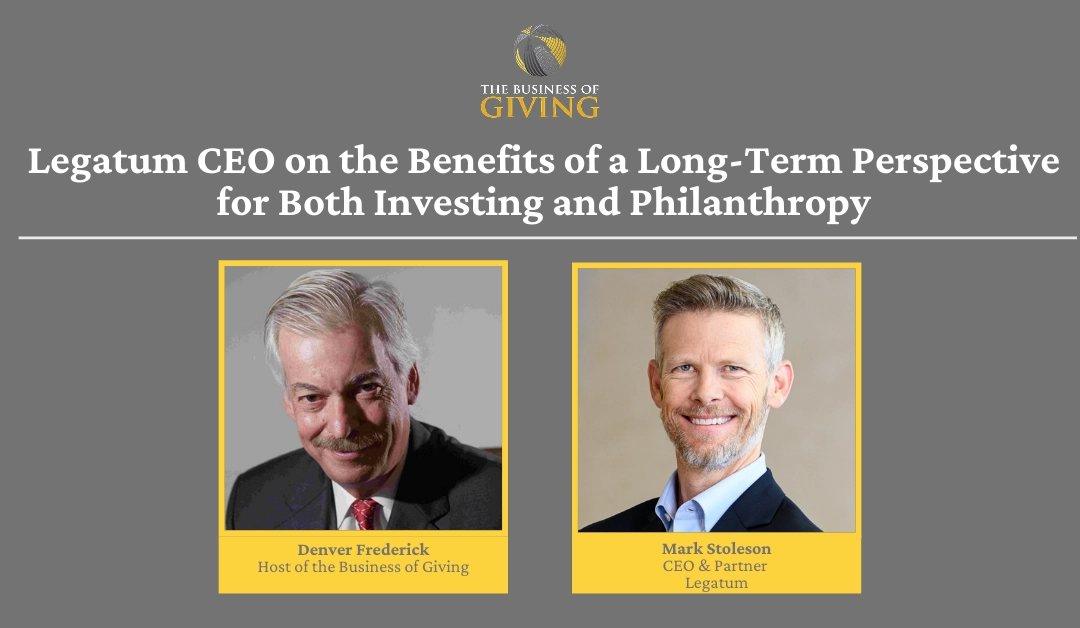 THE BUSINESS OF
GIVING
Legatum CEO on the Benefits of a Long-Term Perspective
for Both Investing and Philanthropy
Denver Frederick
Host of the Business of Giving
Mark Stoleson
CEO & Partner
Legatum